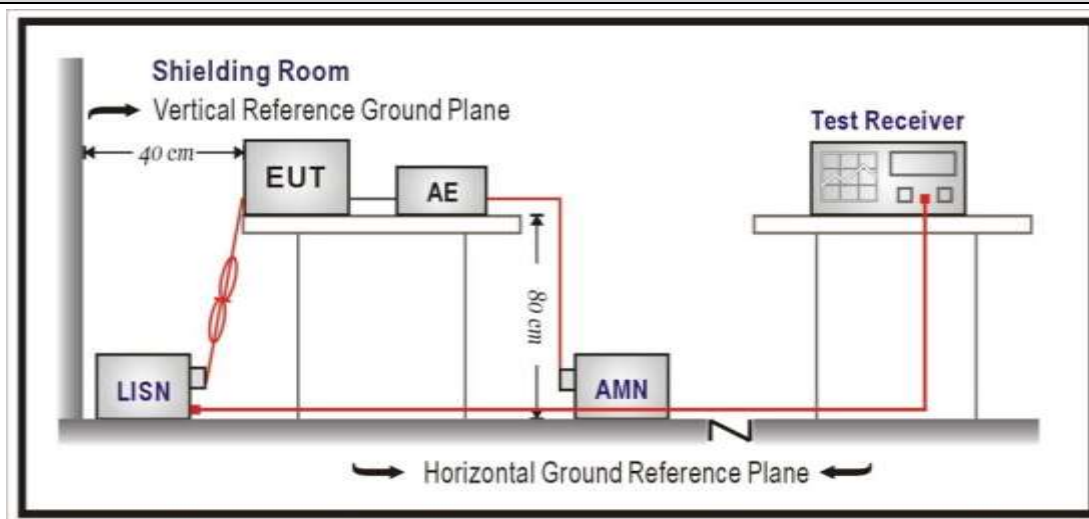 Shielding Room
Vertical Reference Ground Plane
40 cm
EUT
AE
Test Receiver
80 cm
LISN
AMN
Horizontal Ground Reference Plane